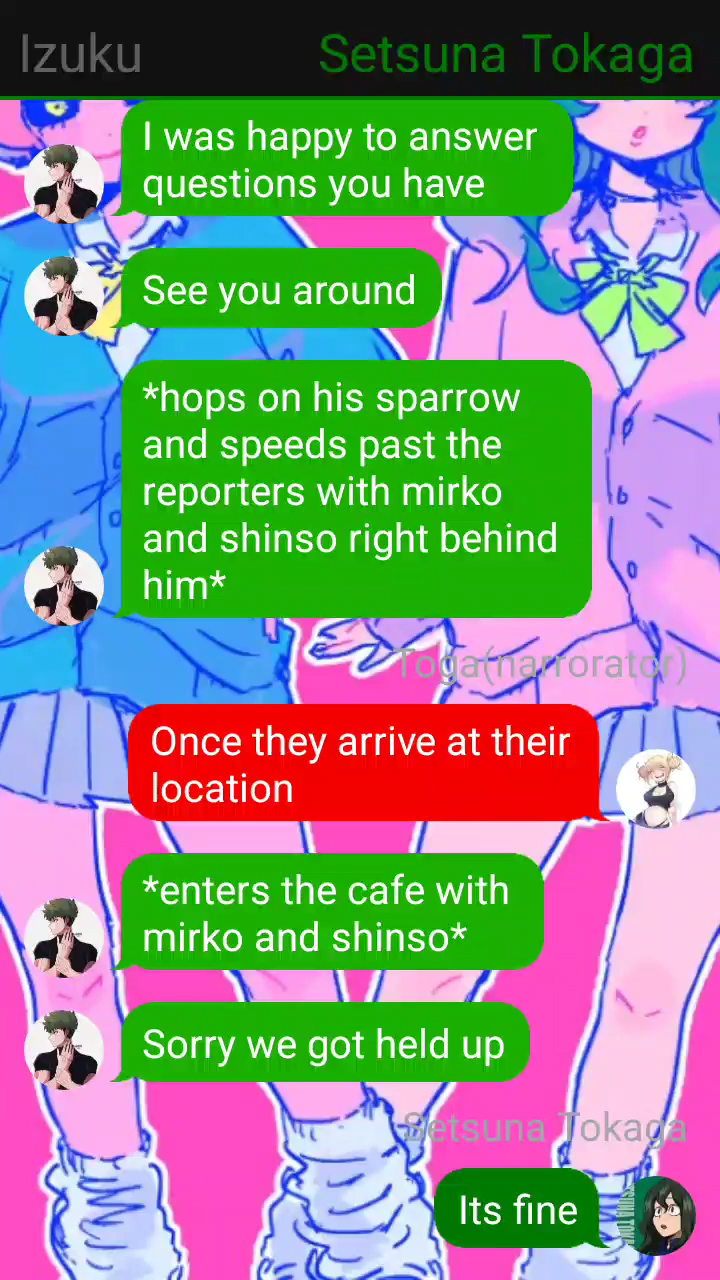 Izuku
Setsuna Tokaga
I was happy to answer
questions you have
See you around
*hops on his sparrow
and speeds past the
reporters with mirko
and shinso right behind
him*
Toga(narrorator)
Once they arrive at their
location
*enters the cafe with
mirko and shinso*
Sorry we got held up
Setsuna Tokaga
Its fine